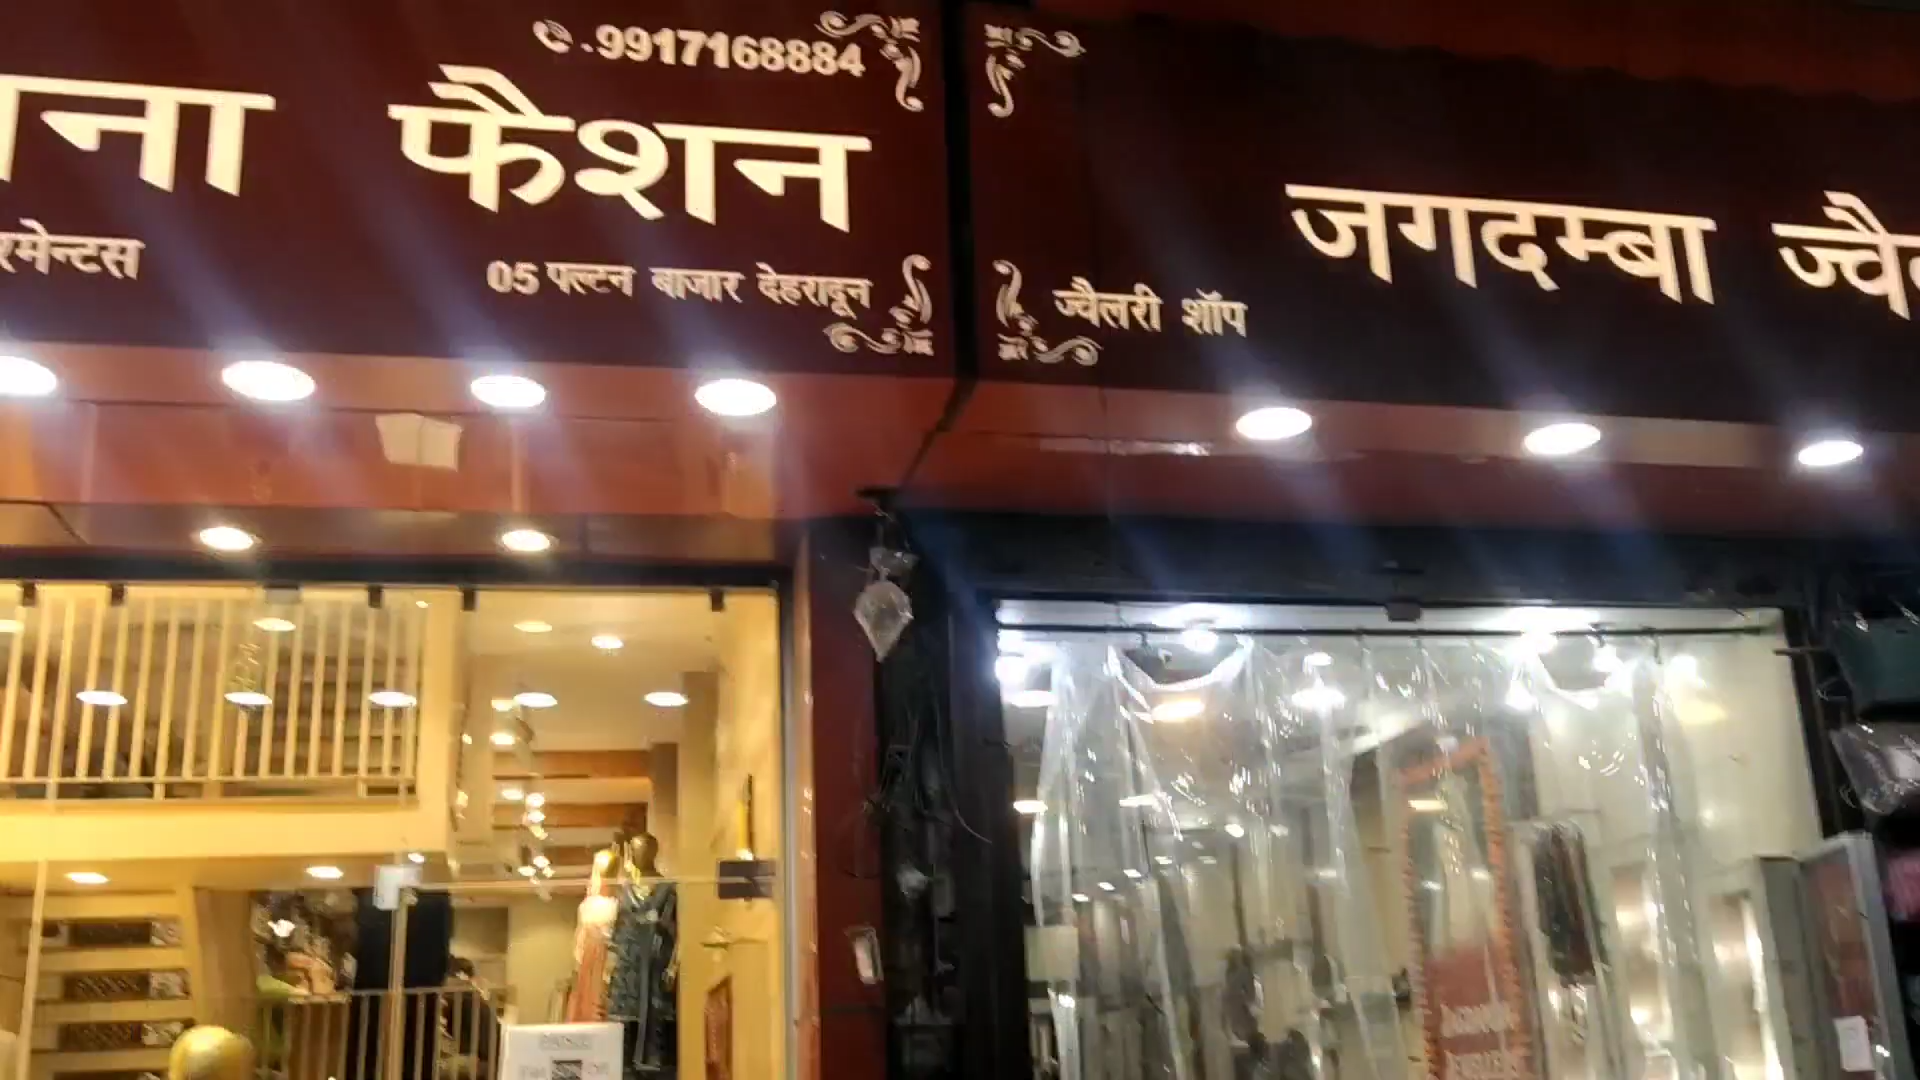 9917168884
ना फैशन
रमेन्टस
05 पल्टन बाजार देहरादून
जगदम्बा ज्वै
ज्वैलरी शॉप